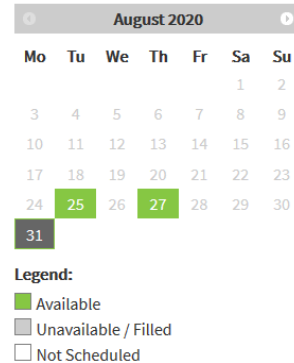 August 2020
Mo Tu We Th Fr Sa Su
1 2
3 4 5 6 7 8 9
10 11 12 13 14 15 16
17 18 19 20 21 22 23
24 25 26 27 28 29 30
31
Legend:
Available
Unavailable / Filled
Not Scheduled